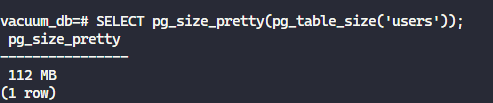 vacuum_db=# SELECT pg_size_pretty(pg_table_size('users'));
 pg_size_pretty
----------------
 112 MB
(1 row)